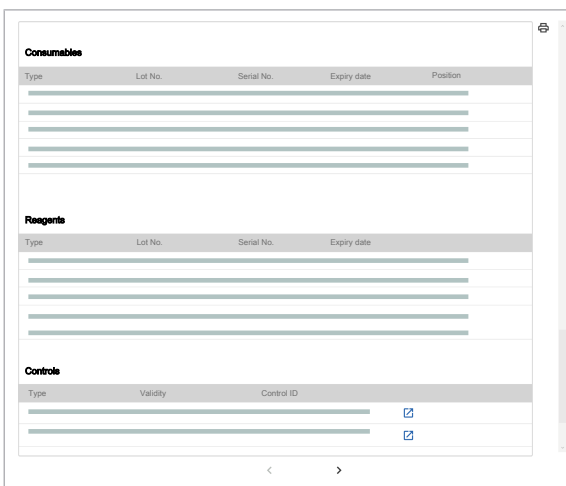 Consumables
Type Lot No. Serial No. Expiry date Position
Reagents
Type Lot No. Serial No. Expiry date
Controls
Type Validity Control ID